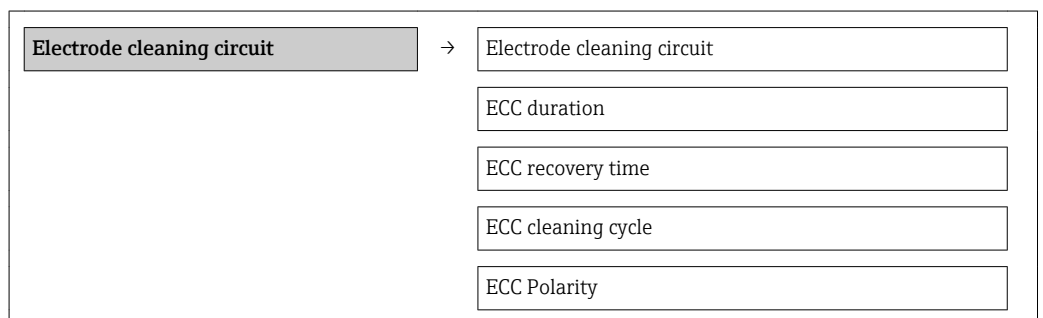 Electrode cleaning circuit → Electrode cleaning circuit
ECC duration
ECC recovery time
ECC cleaning cycle
ECC Polarity